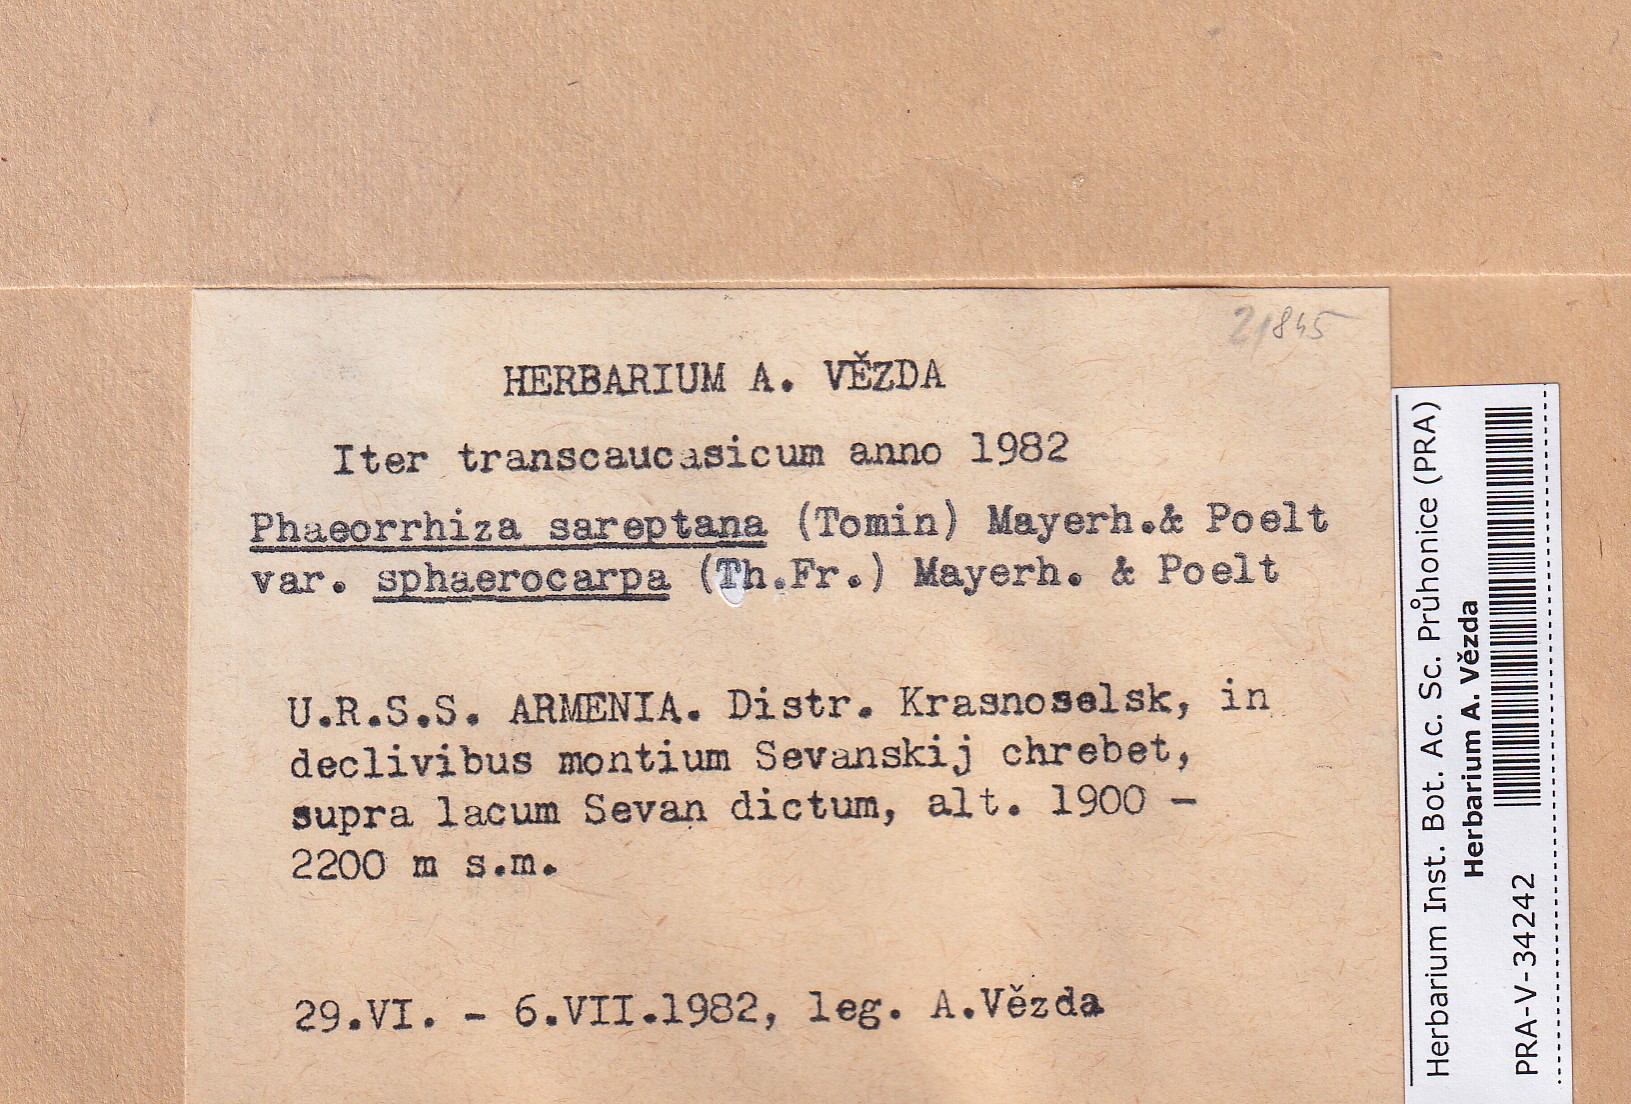 2/845
HERBARIUM A. VĚZDA
Iter transcaucasicum anno 1982
Phaeorrhiza sareptana (Tomin) Mayerh.& Poelt
var. sphaerocarpa (Th.Fr.) Mayerh. & Poelt
U.R.S.S. ARMENIA. Distr. Krasnoselsk, in
declivibus montium Sevanskij chrebet,
supra lacum Sevan dictum, alt. 1900 –
2200 m s.m.
29.VI. – 6.VII.1982, leg. A.Vězda
Herbarium Inst. Bot. Ac. Sc. Průhonice (PRA)
Herbarium A. Vězda
PRA-V-34242